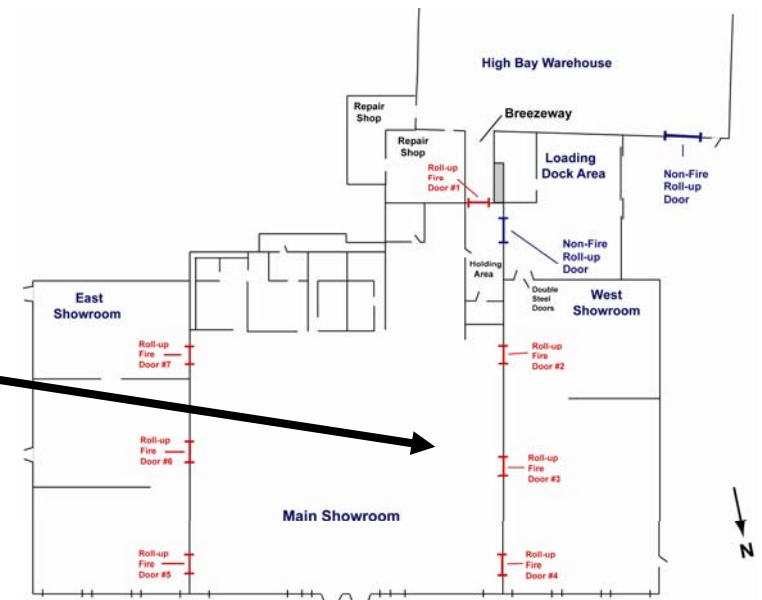 High Bay Warehouse
Repair
Shop
Breezeway
Repair
Shop
Loading
Dock Area
Roll-up
Fire
Door #1
Non-Fire
Roll-up
Door
Non-Fire
Roll-up
Door
Holding
Area
Double
Steel
Doors
East
Showroom
West
Showroom
Roll-up
Fire
Door #7
Roll-up
Fire
Door #2
Roll-up
Fire
Door #6
Roll-up
Fire
Door #3
Main Showroom
N
Roll-up
Fire
Door #5
Roll-up
Fire
Door #4